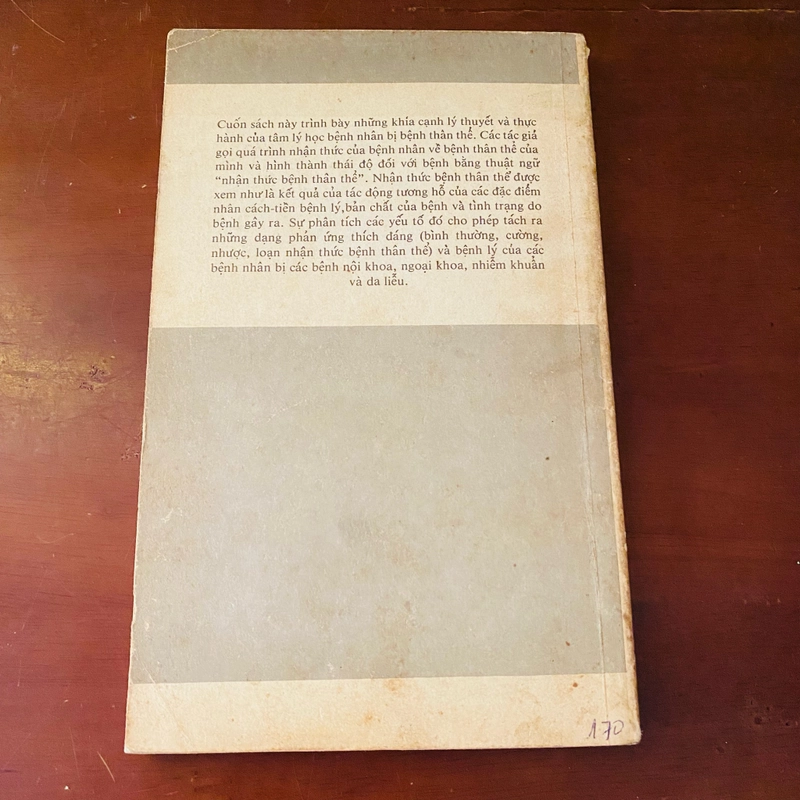 Cuốn sách này trình bày những khía cạnh lý thuyết và thực
hành của tâm lý học bệnh nhân bị bệnh thân thể. Các tác giả
gọi quá trình nhận thức của bệnh nhân về bệnh thân thể của
mình và hình thành thái độ đối với bệnh bằng thuật ngữ
“nhận thức bệnh thân thể”. Nhận thức bệnh thân thể được
xem như là kết quả của tác động tương hỗ của các đặc điểm
nhân cách-tiền bệnh lý,bản chất của bệnh và tình trạng do
bệnh gây ra. Sự phân tích các yếu tố đó cho phép tách ra
những dạng phản ứng thích đáng (bình thường, cường,
nhược, loạn nhận thức bệnh thân thể) và bệnh lý của các
bệnh nhân bị các bệnh nội khoa, ngoại khoa, nhiễm khuẩn
và da liễu.
170